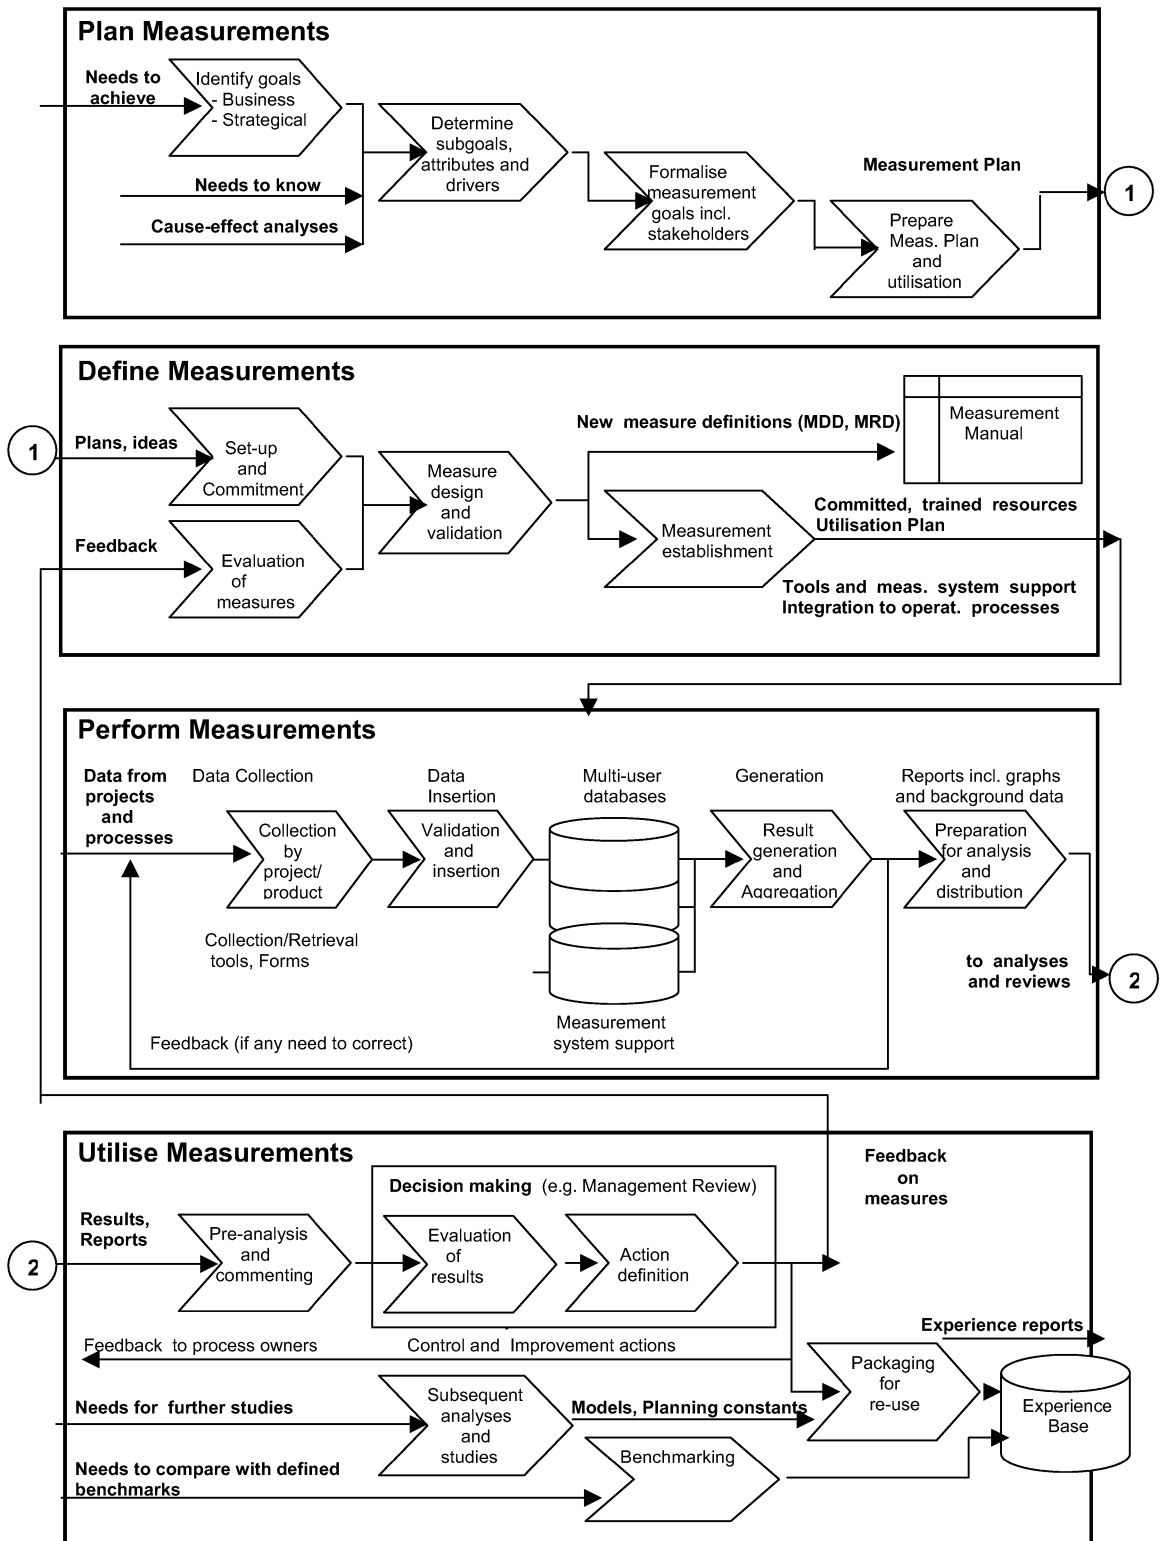 Plan Measurements
Needs to
achieve
Identify goals
- Business
- Strategical
Determine
subgoals,
attributes and
drivers
Needs to know
Cause-effect analyses
Formalise
measurement
goals incl.
stakeholders
Measurement Plan
Prepare
Meas. Plan
and
utilisation
1
Define Measurements
1
Plans, ideas
Set-up
and
Commitment
Feedback
Evaluation
of
measures
Measure
design
and
validation
New measure definitions (MDD, MRD)
Measurement
Manual
Measurement
establishment
Committed, trained resources
Utilisation Plan
Tools and meas. system support
Integration to operat. processes
Perform Measurements
Data from
projects
and
processes
Data Collection
Collection
by
project/
product
Collection/Retrieval
tools, Forms
Data
Insertion
Validation
and
insertion
Multi-user
databases
Measurement
system support
Generation
Result
generation
and
Aggregation
Reports incl. graphs
and background data
Preparation
for analysis
and
distribution
to analyses
and reviews
2
Feedback (if any need to correct)
Utilise Measurements
Feedback
on
measures
2
Results,
Reports
Pre-analysis
and
commenting
Decision making (e.g. Management Review)
Evaluation
of
results
Action
definition
Feedback to process owners
Control and Improvement actions
Experience reports
Packaging
for
re-use
Experience
Base
Needs for further studies
Subsequent
analyses
and
studies
Models, Planning constants
Needs to compare with defined
benchmarks
Benchmarking